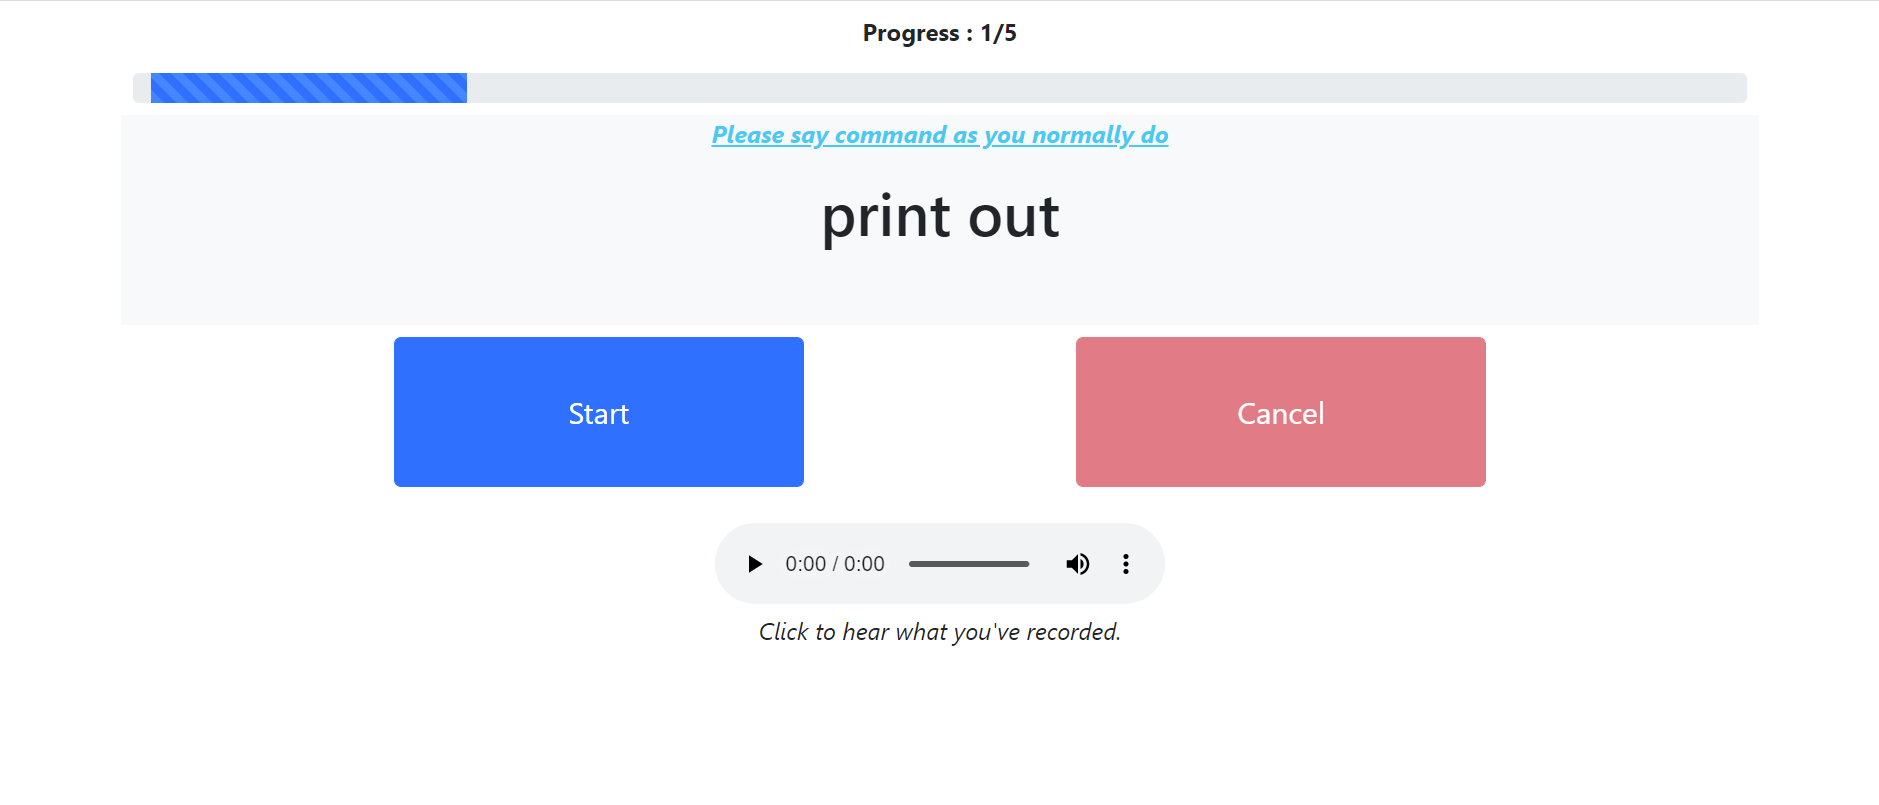 Progress : 1/5
Please say command as you normally do
print out
Start
Cancel
0:00 / 0:00
Click to hear what you've recorded.